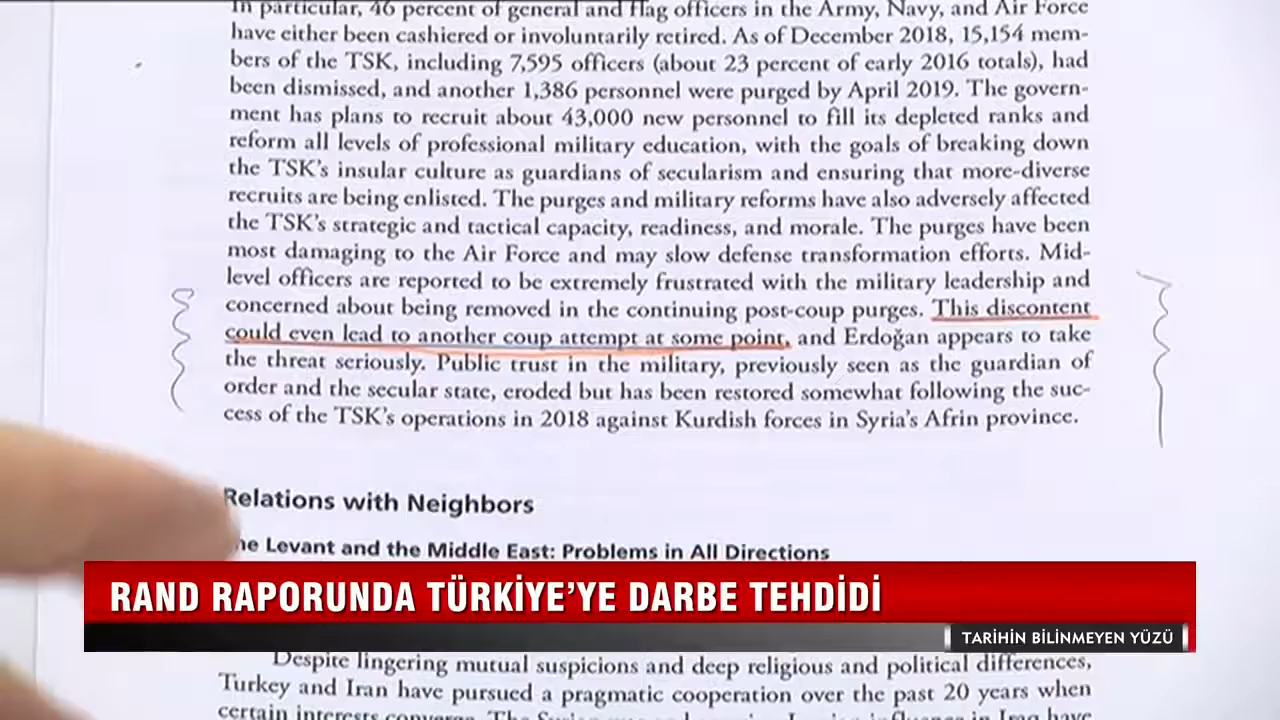 In particular, 46 percent of general and flag officers in the Army, Navy, and Air Force
have either been cashiered or involuntarily retired. As of December 2018, 15,154 mem-
bers of the TSK, including 7,595 officers (about 23 percent of early 2016 totals), had
been dismissed, and another 1,386 personnel were purged by April 2019. The govern-
ment has plans to recruit about 43,000 new personnel to fill its depleted ranks and
reform all levels of professional military education, with the goals of breaking down
the TSK's insular culture as guardians of secularism and ensuring that more-diverse
recruits are being enlisted. The purges and military reforms have also adversely affected
the TSK's strategic and tactical capacity, readiness, and morale. The purges have been
most damaging to the Air Force and may slow defense transformation efforts. Mid-
level officers are reported to be extremely frustrated with the military leadership and
concerned about being removed in the continuing post-coup purges. This discontent
could even lead to another coup attempt at some point, and Erdoğan appears to take
the threat seriously. Public trust in the military, previously seen as the guardian of
order and the secular state, eroded but has been restored somewhat following the suc-
cess of the TSK's operations in 2018 against Kurdish forces in Syria's Afrin province.
Relations with Neighbors
he Levant and the Middle East: Problems in All Directions
RAND RAPORUNDA TÜRKİYE'YE DARBE TEHDİDİ
TARİHİN BİLİNMEYEN YÜZÜ
Despite lingering mutual suspicions and deep religious and political differences,
Turkey and Iran have pursued a pragmatic cooperation over the past 20 years when
certain interests converge. The Syrian
in Iraq have